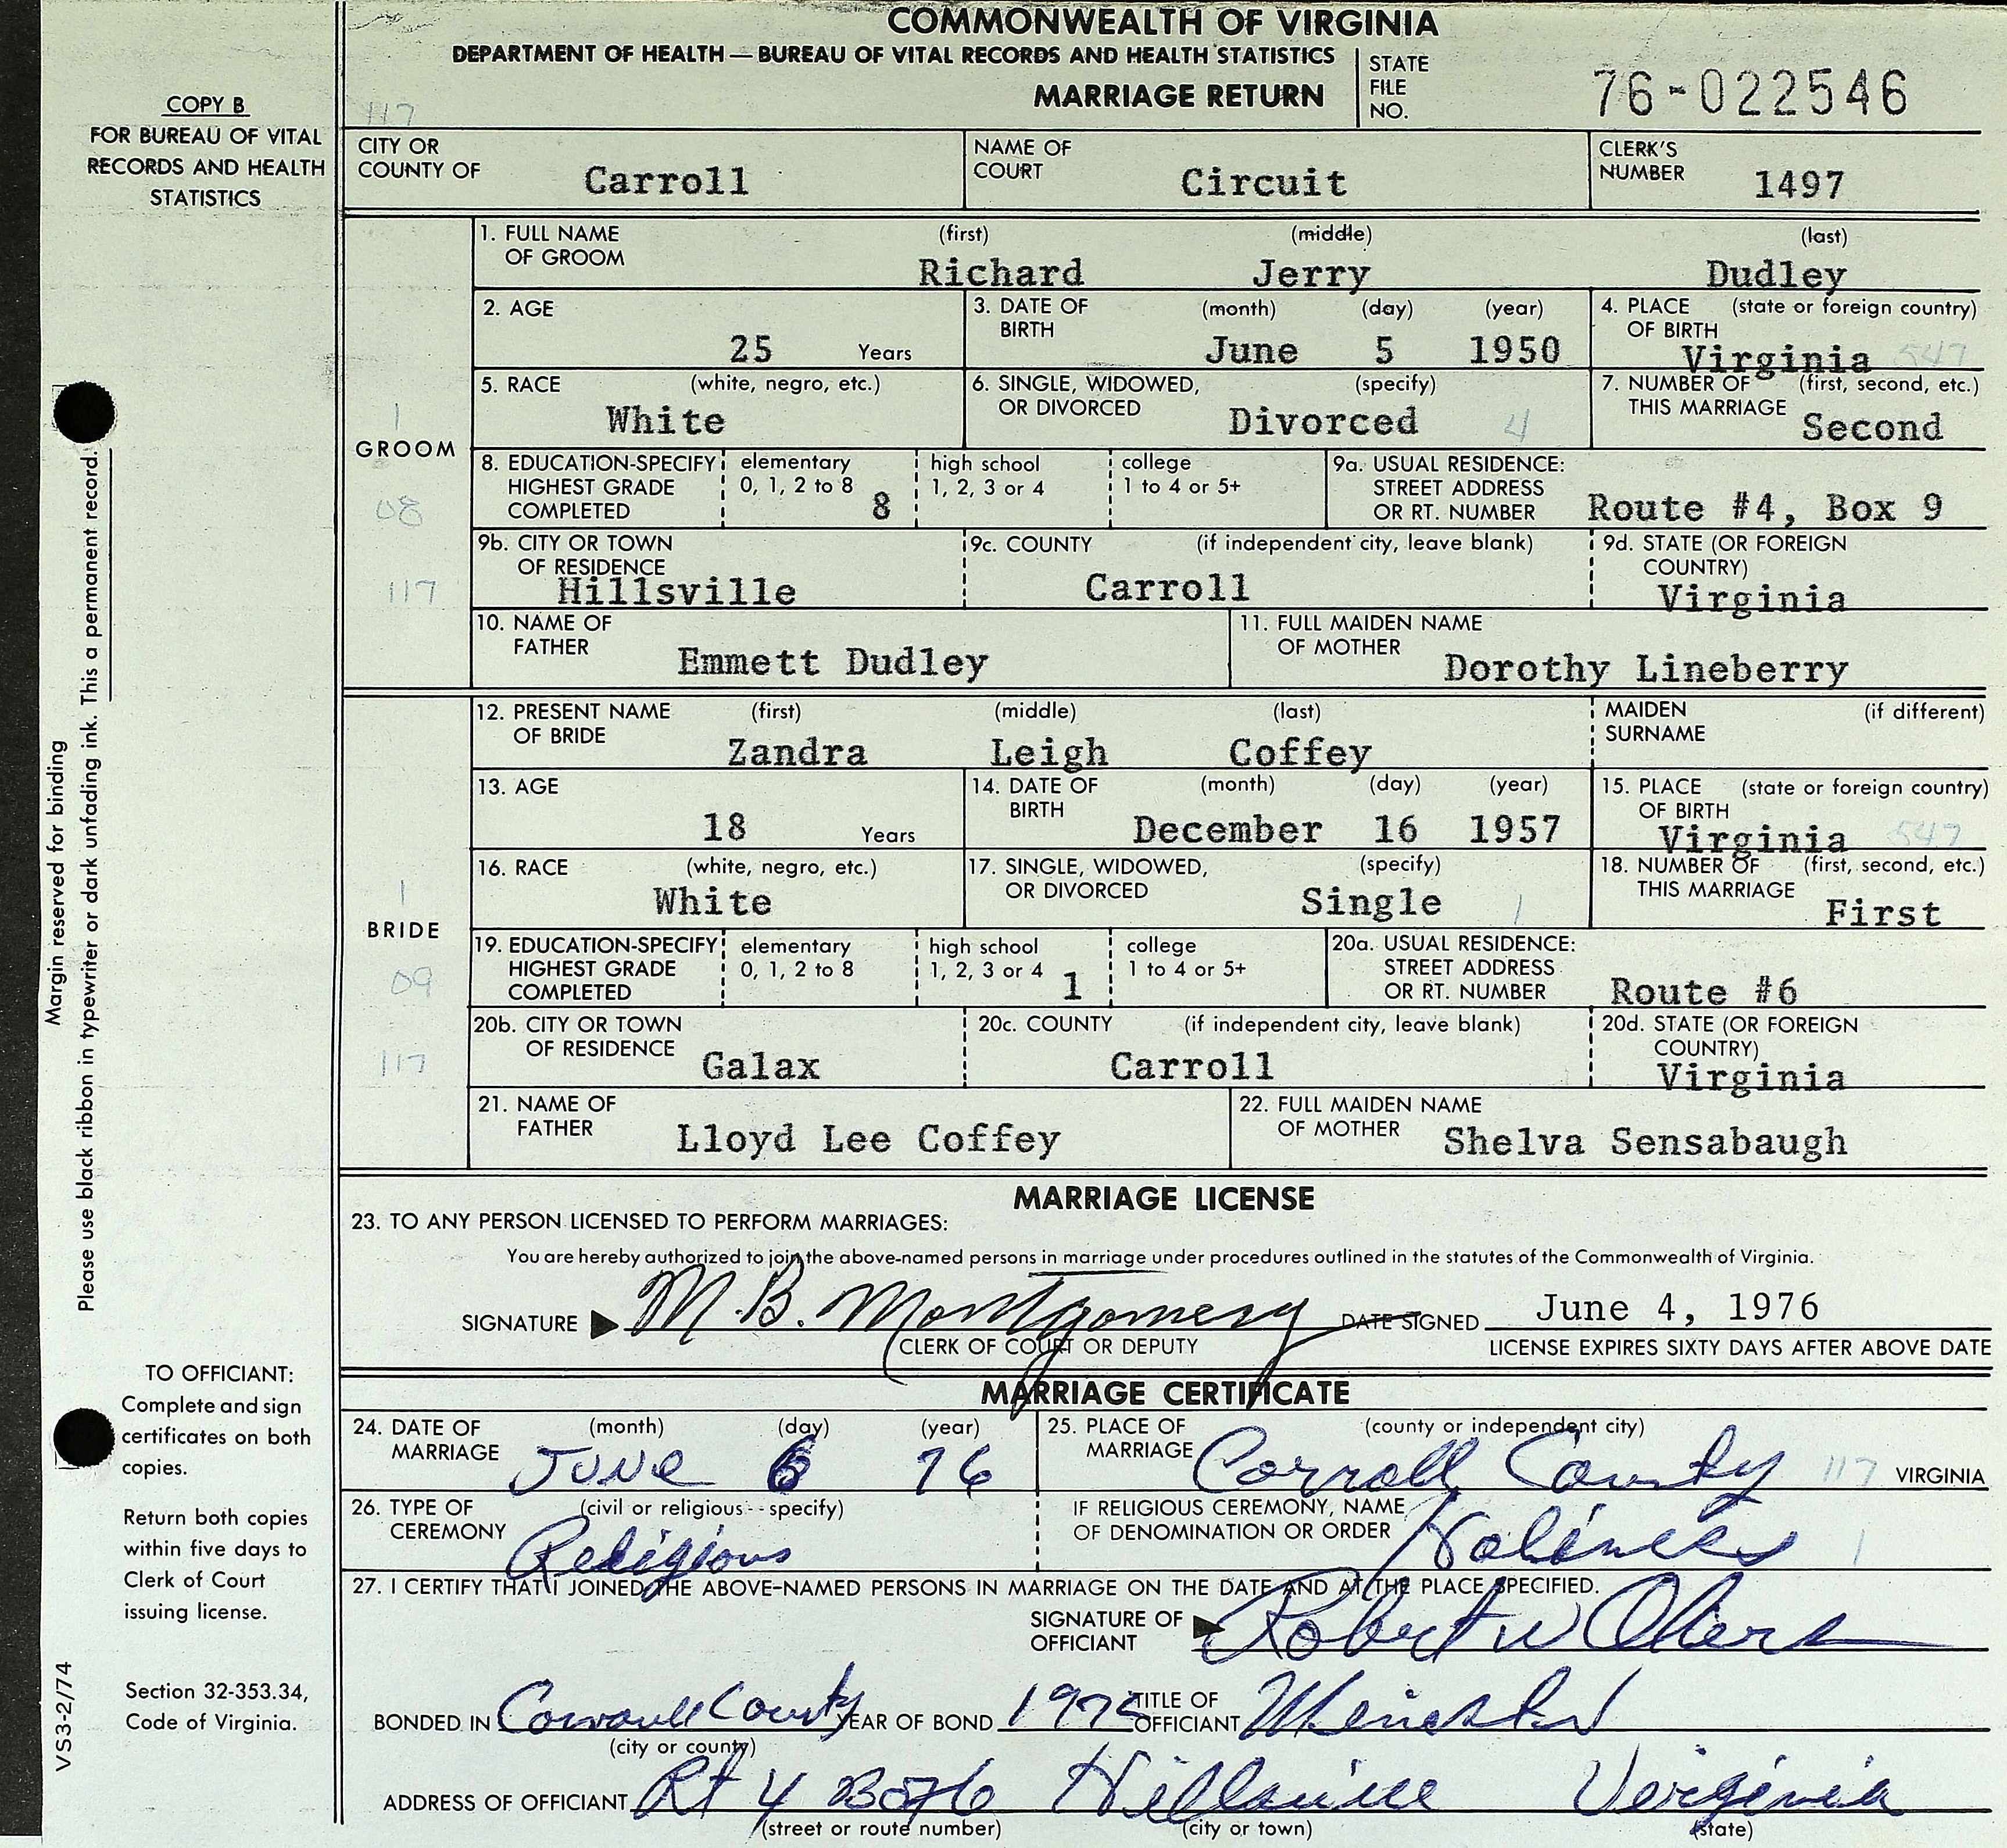 COMMONWEALTH OF VIRGINIA
DEPARTMENT OF HEALTH — BUREAU OF VITAL RECORDS AND HEALTH STATISTICS
MARRIAGE RETURN
STATE FILE NO. 76-022546
COPY B
FOR BUREAU OF VITAL
RECORDS AND HEALTH
STATISTICS
117
CITY OR COUNTY OF Carroll NAME OF COURT Circuit CLERK'S NUMBER 1497
GROOM
1
08
117
1. FULL NAME OF GROOM (first) Richard (middle) Jerry (last) Dudley
2. AGE 25 Years 3. DATE OF BIRTH (month) June (day) 5 (year) 1950 4. PLACE OF BIRTH (state or foreign country) Virginia 547
5. RACE (white, negro, etc.) White 6. SINGLE, WIDOWED, OR DIVORCED (specify) Divorced 4 7. NUMBER OF THIS MARRIAGE (first, second, etc.) Second
8. EDUCATION-SPECIFY HIGHEST GRADE COMPLETED elementary 0, 1, 2 to 8 8 high school 1, 2, 3 or 4 college 1 to 4 or 5+ 9a. USUAL RESIDENCE: STREET ADDRESS OR RT. NUMBER Route #4, Box 9
9b. CITY OR TOWN OF RESIDENCE Hillsville 9c. COUNTY (if independent city, leave blank) Carroll 9d. STATE (OR FOREIGN COUNTRY) Virginia
10. NAME OF FATHER Emmett Dudley 11. FULL MAIDEN NAME OF MOTHER Dorothy Lineberry
BRIDE
1
09
117
12. PRESENT NAME OF BRIDE (first) Zandra (middle) Leigh (last) Coffey MAIDEN SURNAME (if different)
13. AGE 18 Years 14. DATE OF BIRTH (month) December (day) 16 (year) 1957 15. PLACE OF BIRTH (state or foreign country) Virginia 547
16. RACE (white, negro, etc.) White 17. SINGLE, WIDOWED, OR DIVORCED (specify) Single 1 18. NUMBER OF THIS MARRIAGE (first, second, etc.) First
19. EDUCATION-SPECIFY HIGHEST GRADE COMPLETED elementary 0, 1, 2 to 8 high school 1, 2, 3 or 4 1 college 1 to 4 or 5+ 20a. USUAL RESIDENCE: STREET ADDRESS OR RT. NUMBER Route #6
20b. CITY OR TOWN OF RESIDENCE Galax 20c. COUNTY (if independent city, leave blank) Carroll 20d. STATE (OR FOREIGN COUNTRY) Virginia
21. NAME OF FATHER Lloyd Lee Coffey 22. FULL MAIDEN NAME OF MOTHER Shelva Sensabaugh
MARRIAGE LICENSE
23. TO ANY PERSON LICENSED TO PERFORM MARRIAGES:
You are hereby authorized to join the above-named persons in marriage under procedures outlined in the statutes of the Commonwealth of Virginia.
SIGNATURE M. B. Montgomery DATE SIGNED June 4, 1976
CLERK OF COURT OR DEPUTY LICENSE EXPIRES SIXTY DAYS AFTER ABOVE DATE
MARRIAGE CERTIFICATE
24. DATE OF MARRIAGE (month) June (day) 6 (year) 76 25. PLACE OF MARRIAGE (county or independent city) Carroll County 117 VIRGINIA
26. TYPE OF CEREMONY (civil or religious--specify) Religious IF RELIGIOUS CEREMONY, NAME OF DENOMINATION OR ORDER Holiness 1
27. I CERTIFY THAT I JOINED THE ABOVE-NAMED PERSONS IN MARRIAGE ON THE DATE AND AT THE PLACE SPECIFIED.
SIGNATURE OF OFFICIANT Robert W
BONDED IN County YEAR OF BOND TITLE OF OFFICIANT
(city or county)
ADDRESS OF OFFICIANT Rt 4 Hillsville Virginia
(street or route number) (city or town) (state)
Margin reserved for binding
Please use black ribbon in typewriter or dark unfading ink. This a permanent record.
TO OFFICIANT:
Complete and sign
certificates on both
copies.
Return both copies
within five days to
Clerk of Court
issuing license.
Section 32-353.34,
Code of Virginia.
VS3-2/74